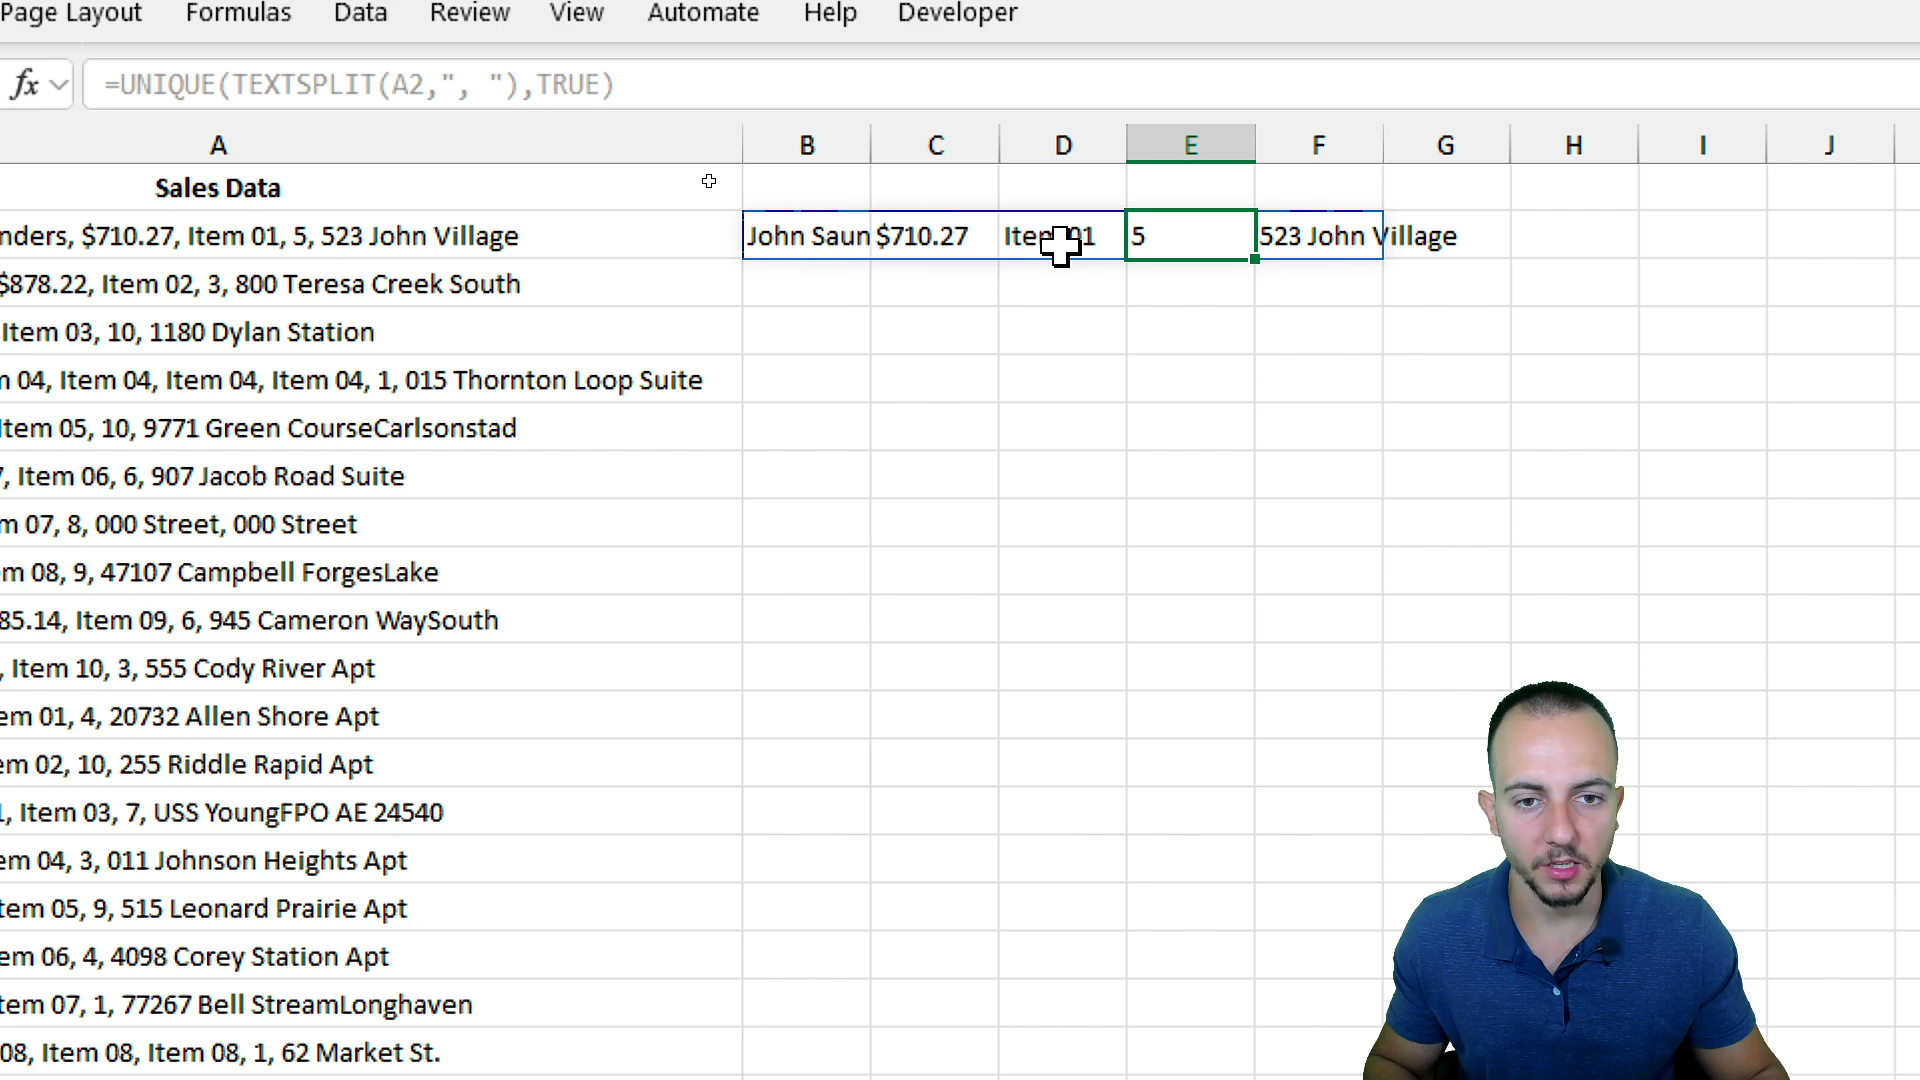 Page Layout Formulas Data Review View Automate Help Developer
fx =UNIQUE(TEXTSPLIT(A2,", "),TRUE)
A B C D E F G H I J
Sales Data
nders, $710.27, Item 01, 5, 523 John Village John Saun $710.27 Item 01 5 523 John Village
$878.22, Item 02, 3, 800 Teresa Creek South
Item 03, 10, 1180 Dylan Station
m 04, Item 04, Item 04, Item 04, 1, 015 Thornton Loop Suite
Item 05, 10, 9771 Green CourseCarlsonstad
7, Item 06, 6, 907 Jacob Road Suite
m 07, 8, 000 Street, 000 Street
em 08, 9, 47107 Campbell ForgesLake
85.14, Item 09, 6, 945 Cameron WaySouth
, Item 10, 3, 555 Cody River Apt
em 01, 4, 20732 Allen Shore Apt
em 02, 10, 255 Riddle Rapid Apt
, Item 03, 7, USS YoungFPO AE 24540
em 04, 3, 011 Johnson Heights Apt
tem 05, 9, 515 Leonard Prairie Apt
em 06, 4, 4098 Corey Station Apt
tem 07, 1, 77267 Bell StreamLonghaven
08, Item 08, Item 08, 1, 62 Market St.